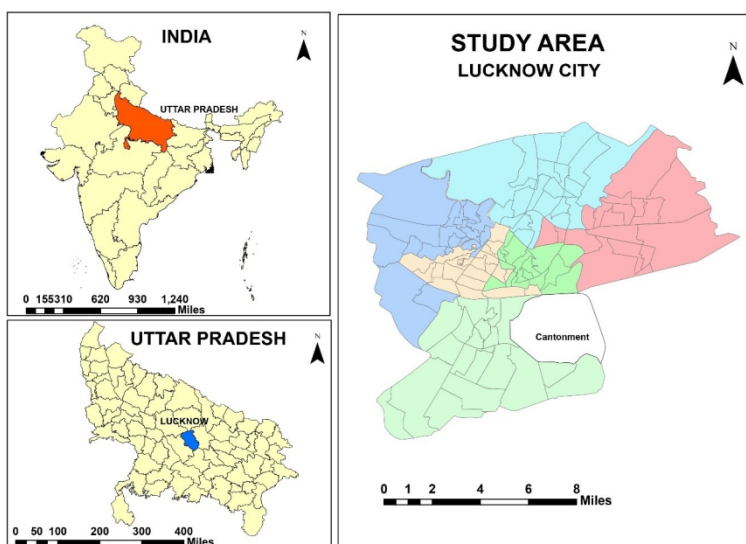 INDIA
N
UTTAR PRADESH
0 155310 620 930 1,240
Miles
UTTAR PRADESH
N
LUCKNOW
0 50 100 200 300 400
Miles
STUDY AREA
LUCKNOW CITY
N
Cantonment
0 1 2 4 6 8
Miles